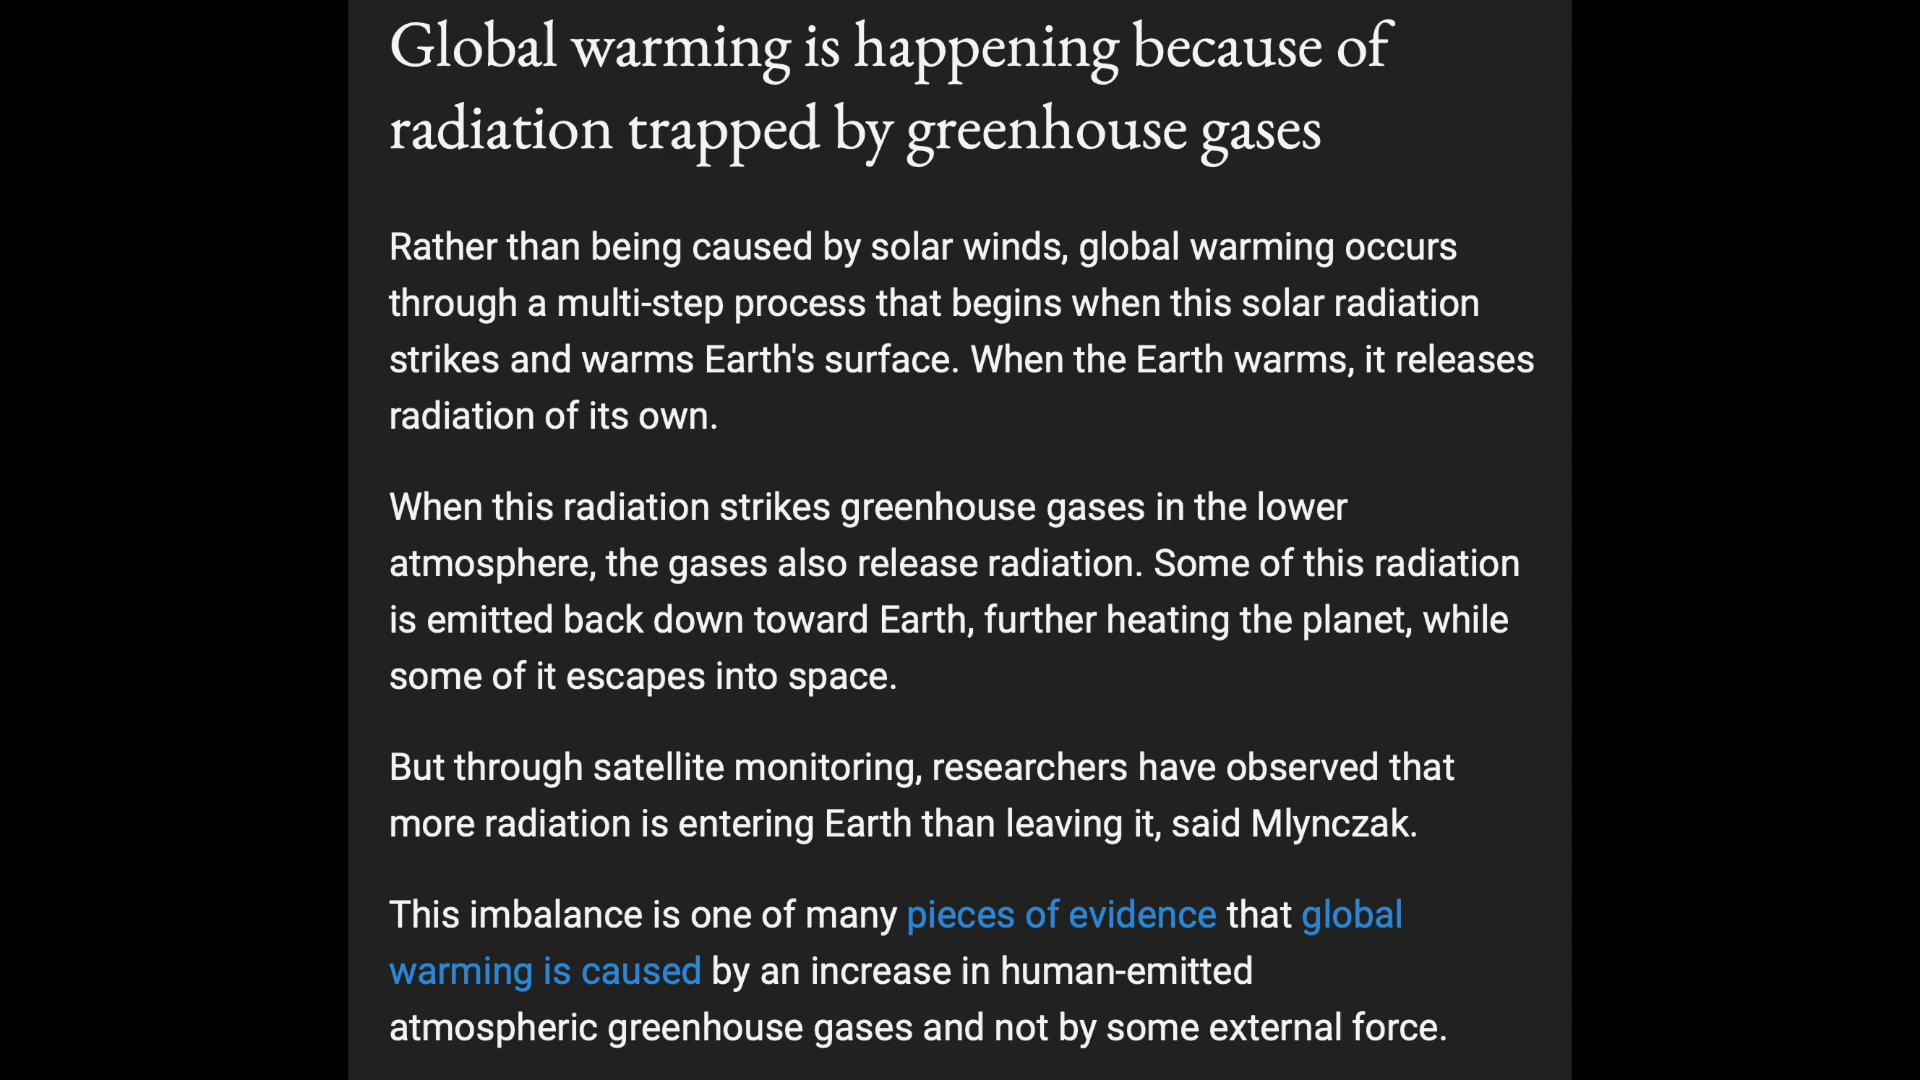 Global warming is happening because of
radiation trapped by greenhouse gases
Rather than being caused by solar winds, global warming occurs
through a multi-step process that begins when this solar radiation
strikes and warms Earth's surface. When the Earth warms, it releases
radiation of its own.
When this radiation strikes greenhouse gases in the lower
atmosphere, the gases also release radiation. Some of this radiation
is emitted back down toward Earth, further heating the planet, while
some of it escapes into space.
But through satellite monitoring, researchers have observed that
more radiation is entering Earth than leaving it, said Mlynczak.
This imbalance is one of many pieces of evidence that global
warming is caused by an increase in human-emitted
atmospheric greenhouse gases and not by some external force.